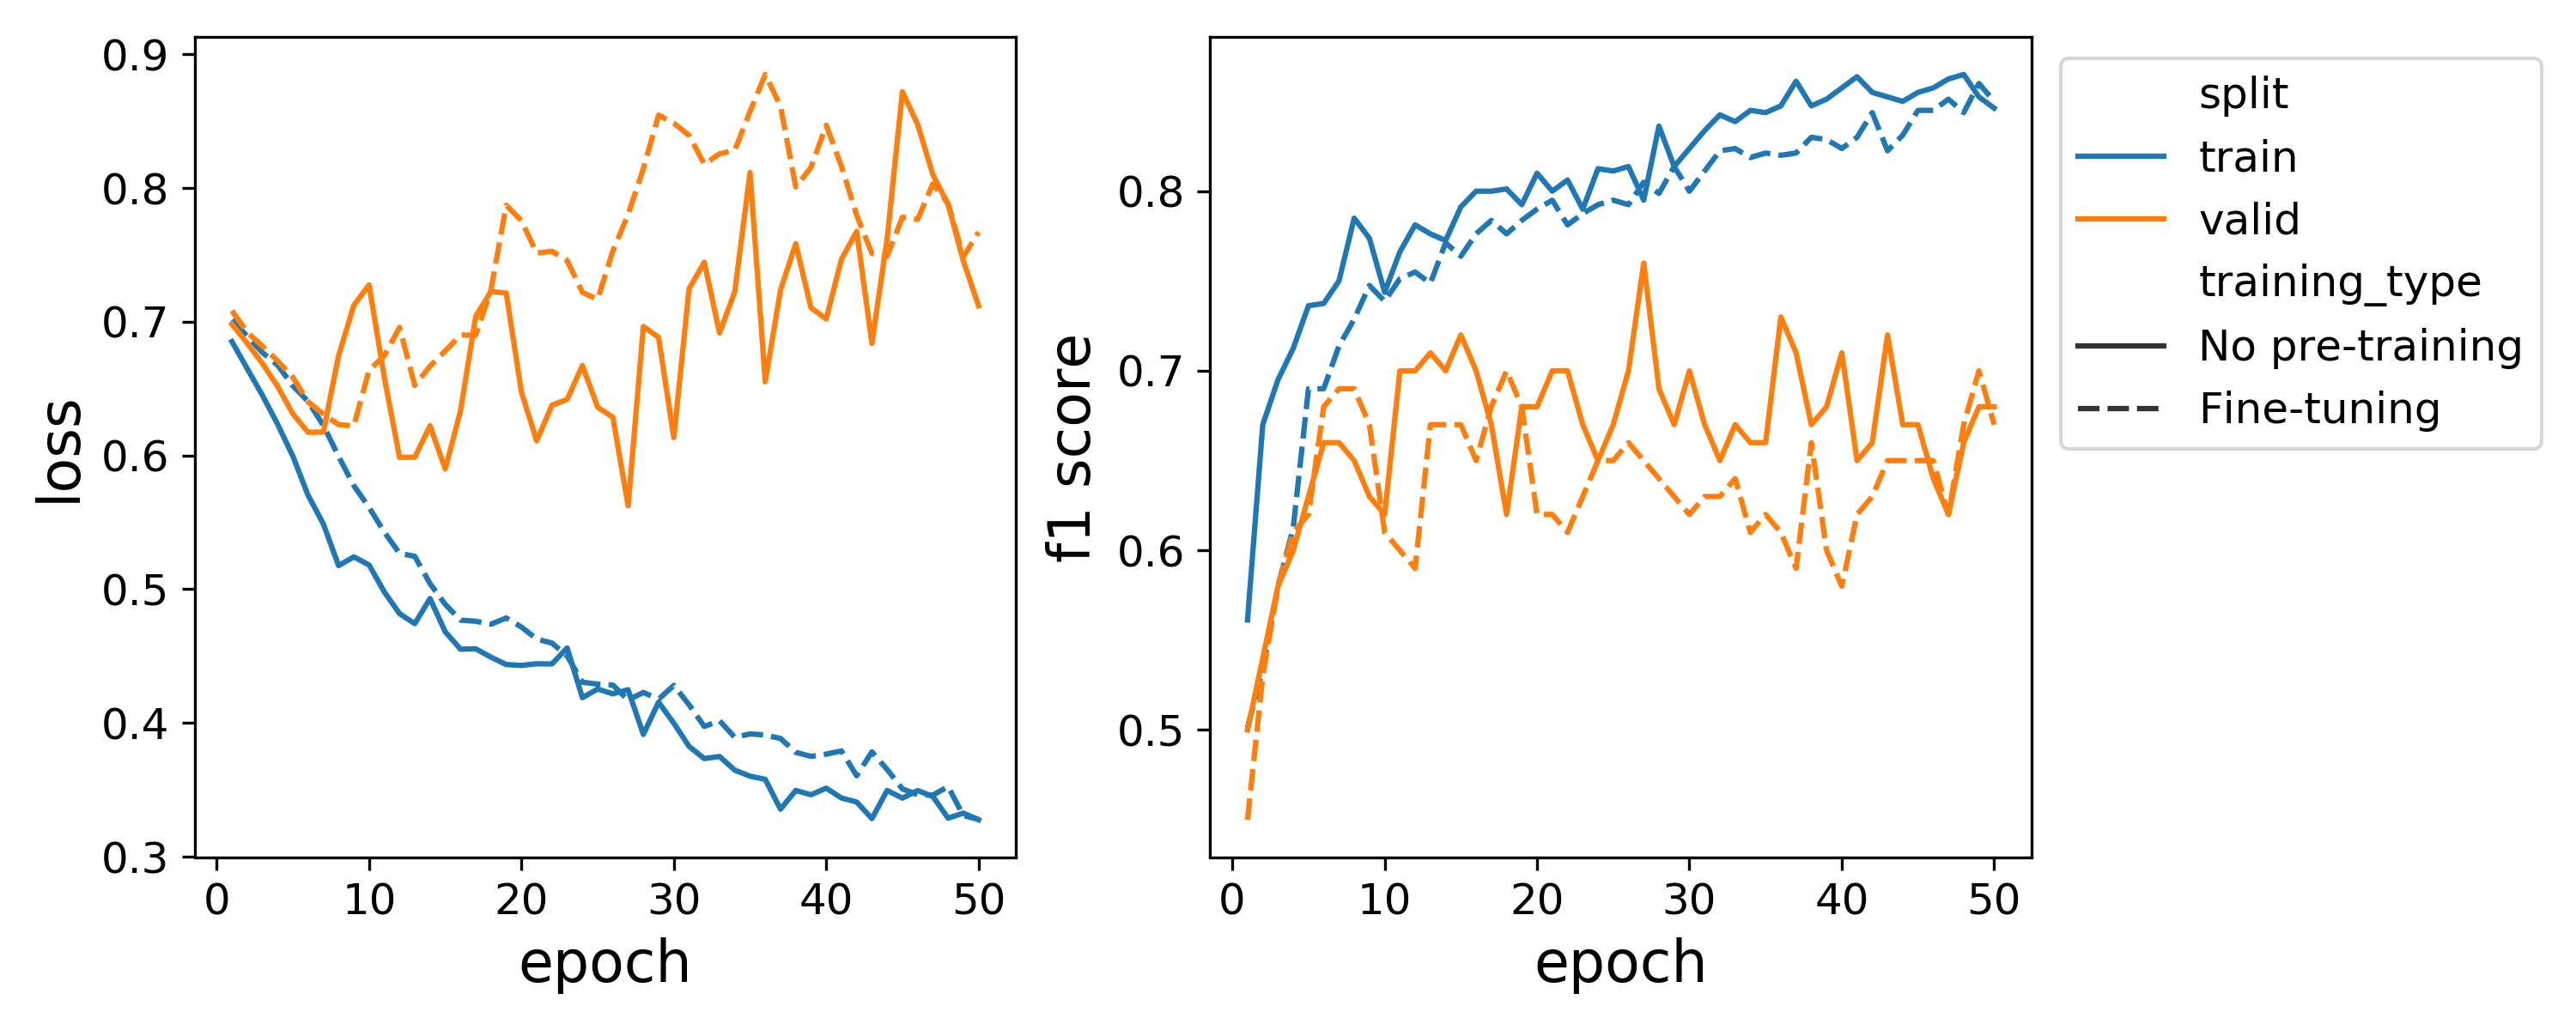 0.9
0.8
0.7
0.6
0.5
0.4
0.3
loss
0 10 20 30 40 50
epoch
0.8
0.7
0.6
0.5
f1 score
0 10 20 30 40 50
epoch
split
train
valid
training_type
No pre-training
Fine-tuning